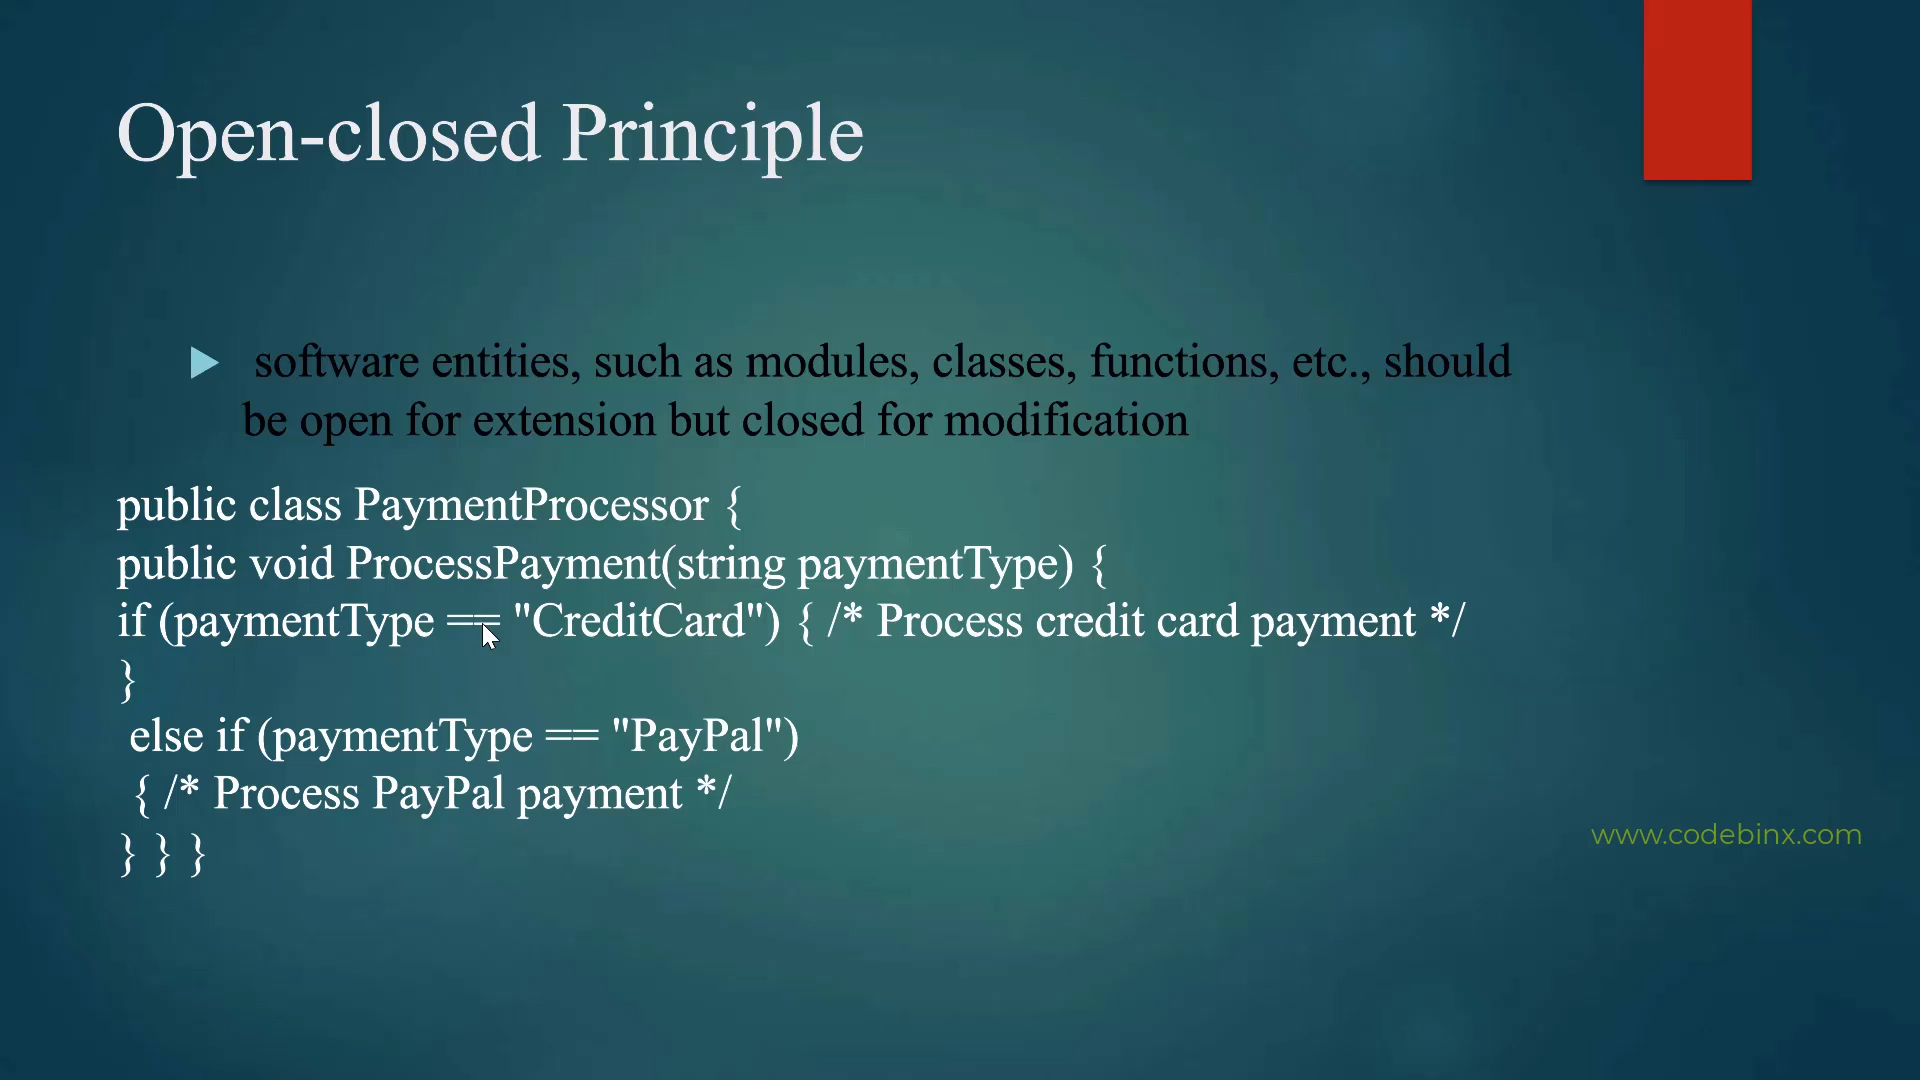 Open-closed Principle
software entities, such as modules, classes, functions, etc., should
be open for extension but closed for modification
public class PaymentProcessor {
public void ProcessPayment(string paymentType) {
if (paymentType == "CreditCard") { /* Process credit card payment */
}
else if (paymentType == "PayPal")
{ /* Process PayPal payment */
} } }
www.codebinx.com